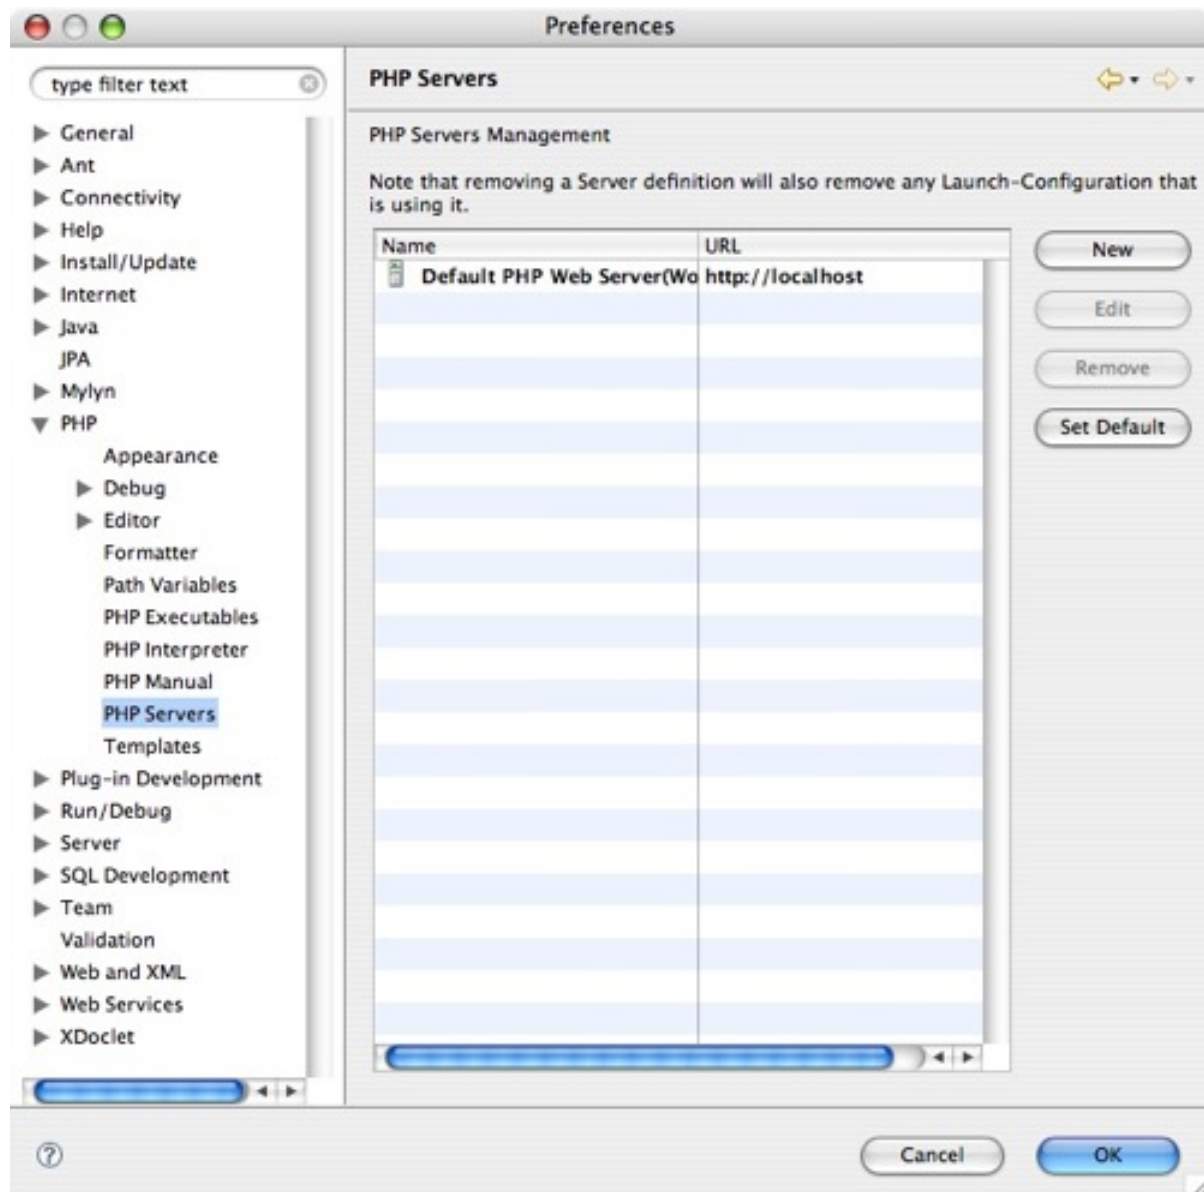 Preferences
type filter text
General
Ant
Connectivity
Help
Install/Update
Internet
Java
JPA
Mylyn
PHP
Appearance
Debug
Editor
Formatter
Path Variables
PHP Executables
PHP Interpreter
PHP Manual
PHP Servers
Templates
Plug-in Development
Run/Debug
Server
SQL Development
Team
Validation
Web and XML
Web Services
XDoclet
PHP Servers
PHP Servers Management
Note that removing a Server definition will also remove any Launch-Configuration that
is using it.
Name URL
Default PHP Web Server(Wo http://localhost
New
Edit
Remove
Set Default
?
Cancel OK